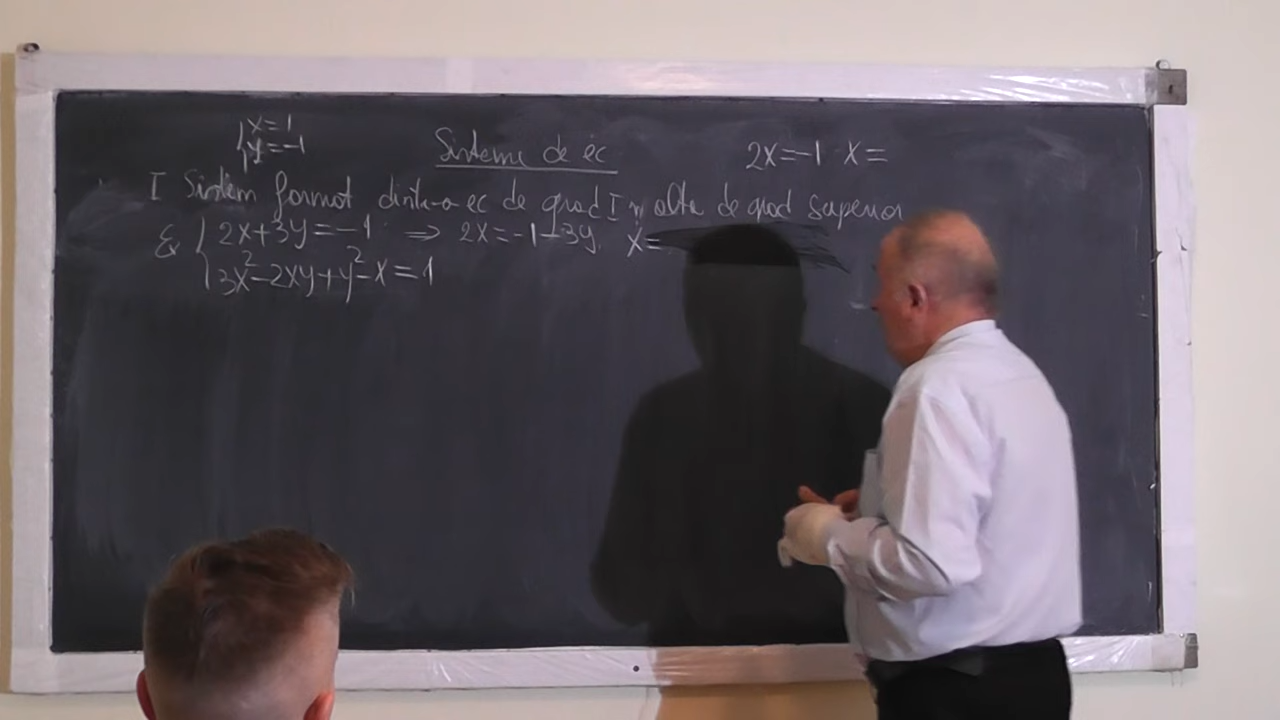 {x=1
y=-1
Sisteme de ec
2x=-1 x=
I Sistem format dintr-o ec de grad I și alta de grad superior
Ex {2x+3y=-1 ⇒ 2x=-1-3y, x=
3x²-2xy+y²-x=1